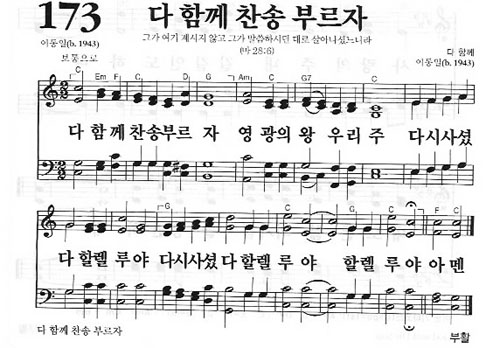 173
다 함께 찬송 부르자
그가 여기 계시지 않고 그가 말씀하시던 대로 살아나셨느니라
(마 28:6)
이동일(b. 1943)
보통으로
다 함께
이동일(b. 1943)
C Em F C D G Am C G7 C
다 함 께 찬송부르 자 영 광의 왕 우리 주 다시사셨
G C F C G C F C
다 할렐 루야 다시사셨다 할렐 루야 할렐 루야 아멘
다 함께 찬송 부르자
부활